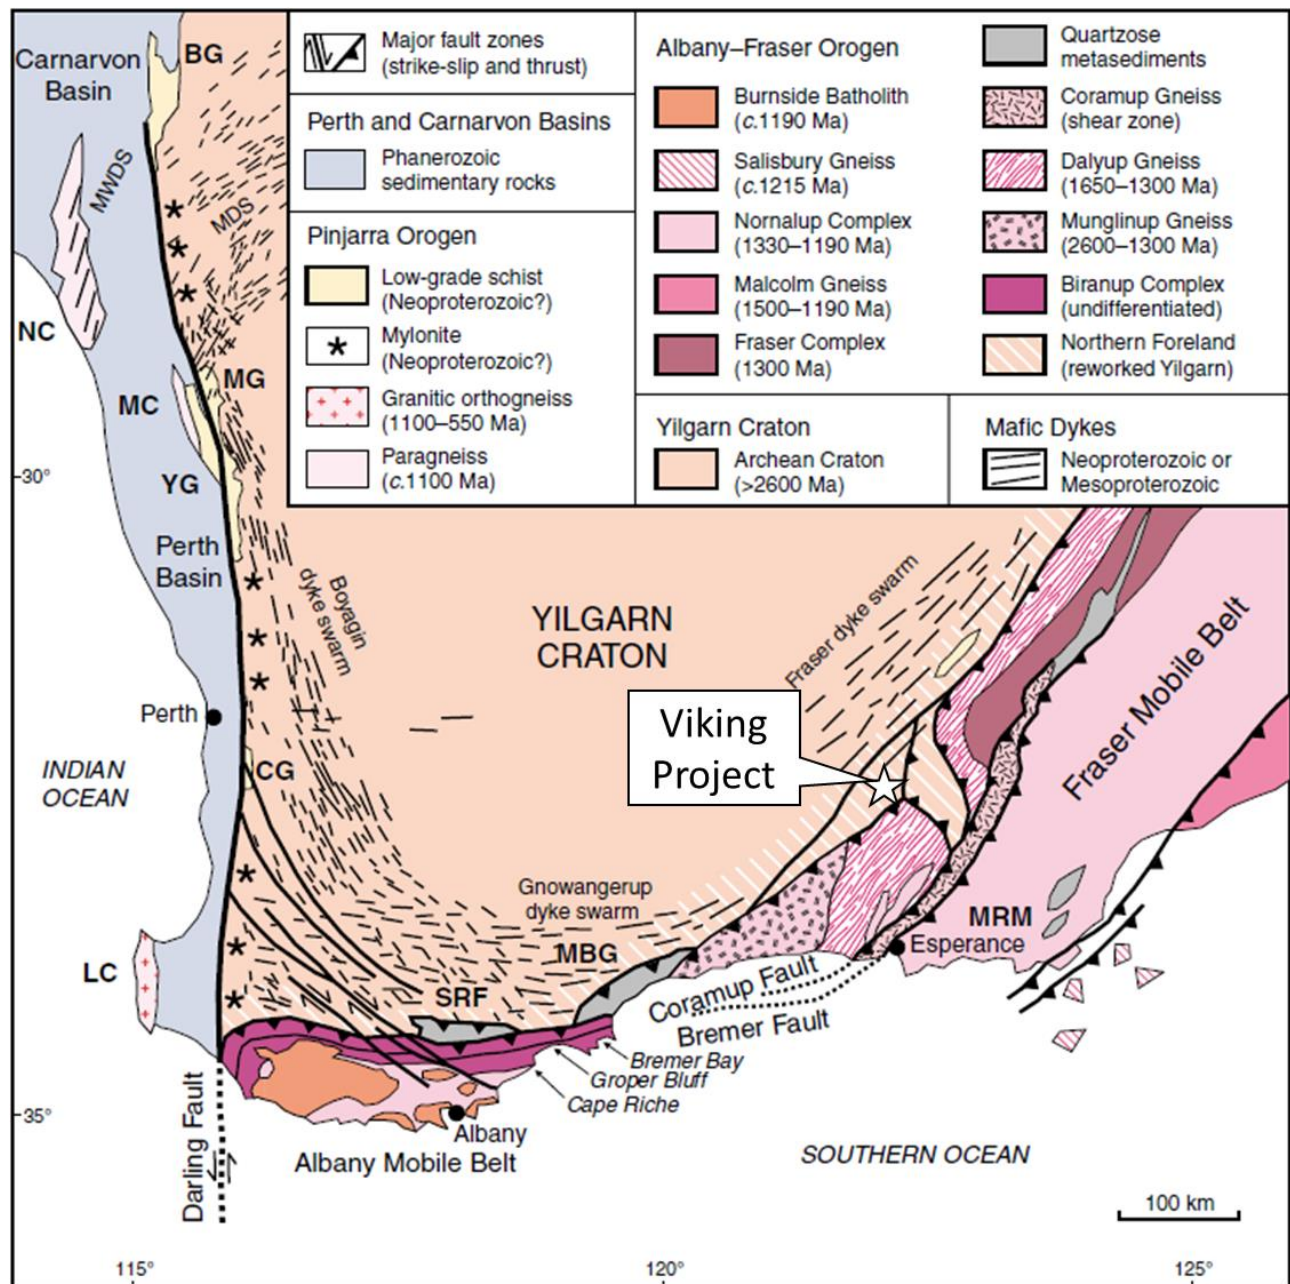 Carnarvon
Basin
BG
MWDS
MDS
NC
MC
MG
30°
YG
Perth
Basin
Boyagin
dyke swarm
Perth
INDIAN
OCEAN
CG
LC
YILGARN
CRATON
Viking
Project
Fraser dyke swarm
Fraser Mobile Belt
Gnowangerup
dyke swarm
MBG
SRF
MRM
Esperance
Coramup Fault
Bremer Fault
Bremer Bay
Groper Bluff
Cape Riche
35°
Darling Fault
Albany
Albany Mobile Belt
SOUTHERN OCEAN
100 km
115°
120°
125°
Major fault zones
(strike-slip and thrust)
Perth and Carnarvon Basins
Phanerozoic
sedimentary rocks
Pinjarra Orogen
Low-grade schist
(Neoproterozoic?)
Mylonite
(Neoproterozoic?)
Granitic orthogneiss
(1100–550 Ma)
Paragneiss
(c.1100 Ma)
Albany–Fraser Orogen
Burnside Batholith
(c.1190 Ma)
Salisbury Gneiss
(c.1215 Ma)
Nornalup Complex
(1330–1190 Ma)
Malcolm Gneiss
(1500–1190 Ma)
Fraser Complex
(1300 Ma)
Quartzose
metasediments
Coramup Gneiss
(shear zone)
Dalyup Gneiss
(1650–1300 Ma)
Munglinup Gneiss
(2600–1300 Ma)
Biranup Complex
(undifferentiated)
Northern Foreland
(reworked Yilgarn)
Yilgarn Craton
Archean Craton
(>2600 Ma)
Mafic Dykes
Neoproterozoic or
Mesoproterozoic